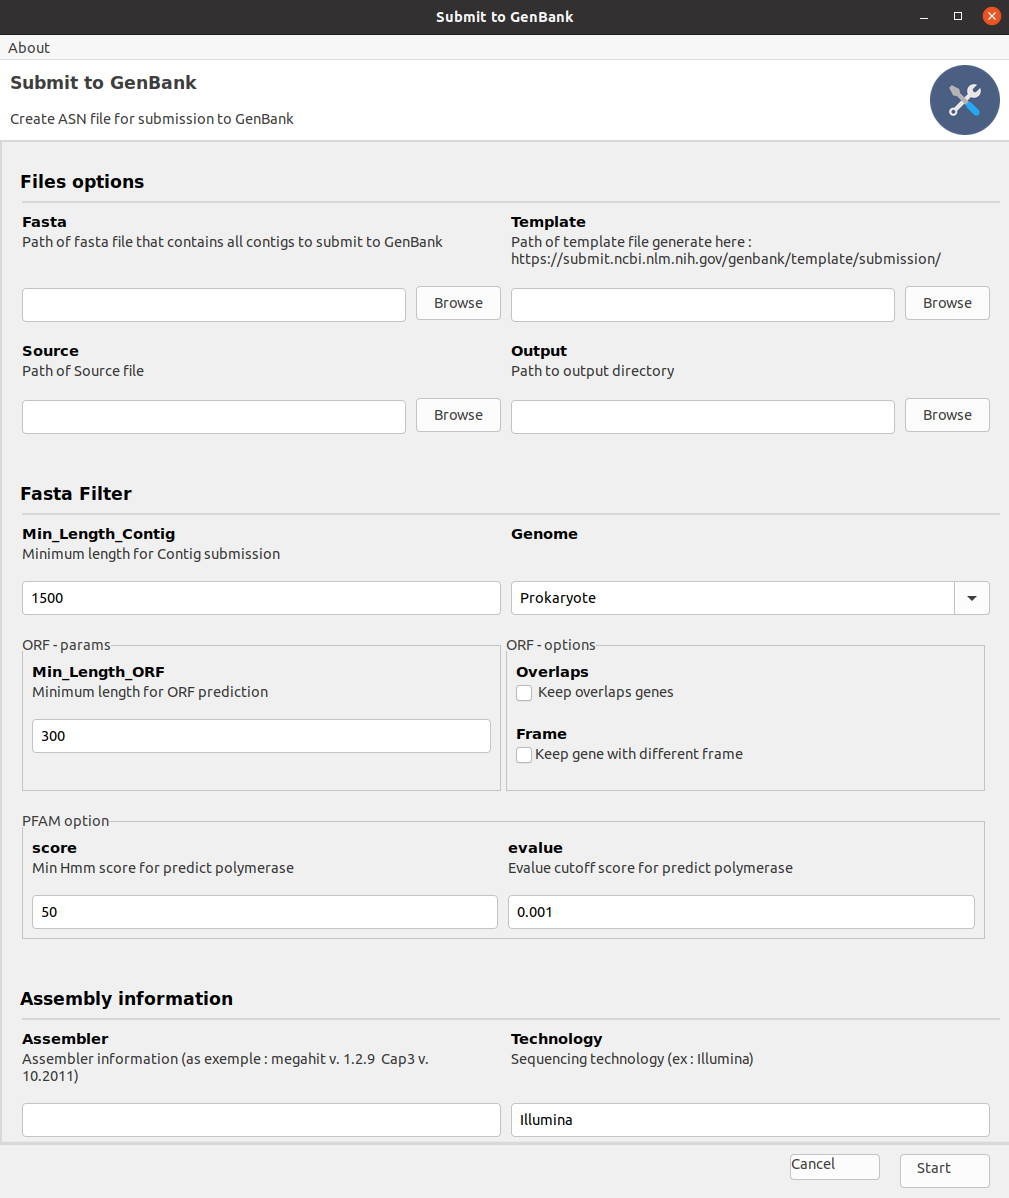 Submit to GenBank
About
Submit to GenBank
Create ASN file for submission to GenBank
Files options
Fasta
Path of fasta file that contains all contigs to submit to GenBank
Template
Path of template file generate here :
https://submit.ncbi.nlm.nih.gov/genbank/template/submission/
Browse
Browse
Source
Path of Source file
Output
Path to output directory
Browse
Browse
Fasta Filter
Min_Length_Contig
Minimum length for Contig submission
Genome
1500
Prokaryote
ORF - params
Min_Length_ORF
Minimum length for ORF prediction
300
ORF - options
Overlaps
Keep overlaps genes
Frame
Keep gene with different frame
PFAM option
score
Min Hmm score for predict polymerase
evalue
Evalue cutoff score for predict polymerase
50
0.001
Assembly information
Assembler
Assembler information (as exemple : megahit v. 1.2.9 Cap3 v.
10.2011)
Technology
Sequencing technology (ex : Illumina)
Illumina
Cancel
Start